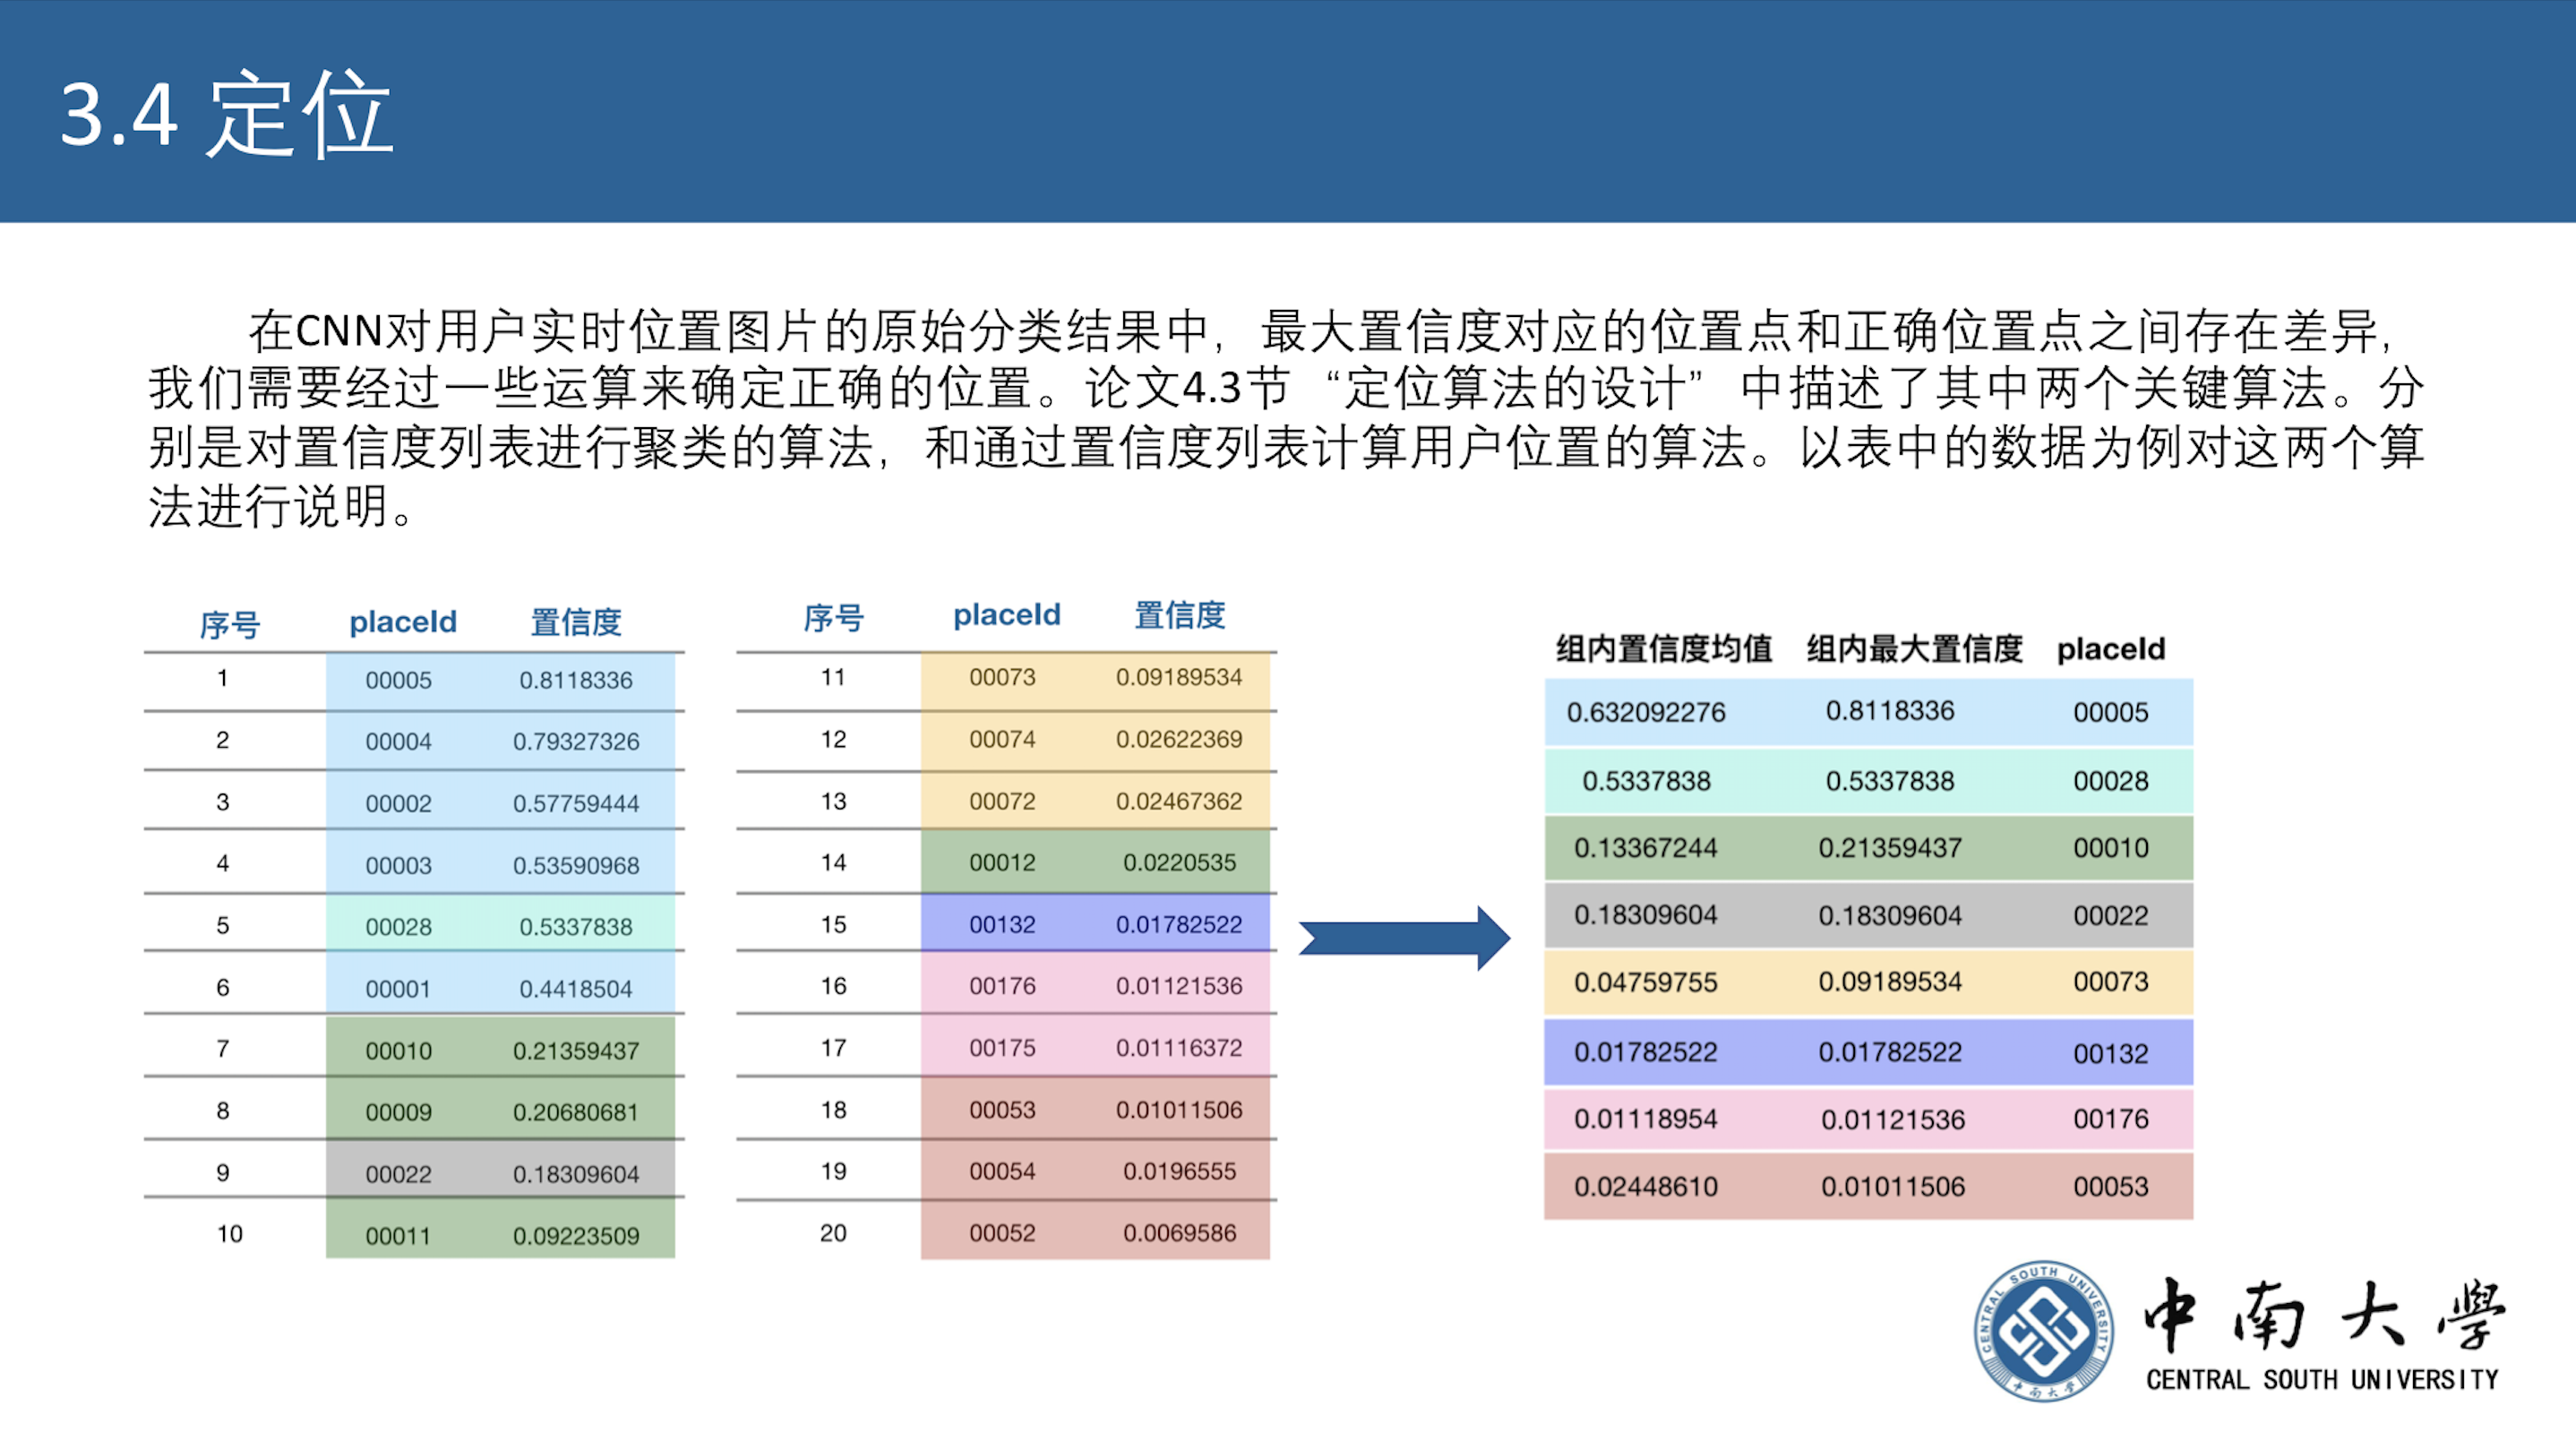 3.4 定位
在CNN对用户实时位置图片的原始分类结果中，最大置信度对应的位置点和正确位置点之间存在差异，
我们需要经过一些运算来确定正确的位置。论文4.3节“定位算法的设计”中描述了其中两个关键算法。分
别是对置信度列表进行聚类的算法，和通过置信度列表计算用户位置的算法。以表中的数据为例对这两个算
法进行说明。
序号 placeId 置信度
1 00005 0.8118336
2 00004 0.79327326
3 00002 0.57759444
4 00003 0.53590968
5 00028 0.5337838
6 00001 0.4418504
7 00010 0.21359437
8 00009 0.20680681
9 00022 0.18309604
10 00011 0.09223509
序号 placeId 置信度
11 00073 0.09189534
12 00074 0.02622369
13 00072 0.02467362
14 00012 0.0220535
15 00132 0.01782522
16 00176 0.01121536
17 00175 0.01116372
18 00053 0.01011506
19 00054 0.0196555
20 00052 0.0069586
组内置信度均值 组内最大置信度 placeId
0.632092276 0.8118336 00005
0.5337838 0.5337838 00028
0.13367244 0.21359437 00010
0.18309604 0.18309604 00022
0.04759755 0.09189534 00073
0.01782522 0.01782522 00132
0.01118954 0.01121536 00176
0.02448610 0.01011506 00053
CENTRAL SOUTH UNIVERSITY
中南大学
中南大學
CENTRAL SOUTH UNIVERSITY